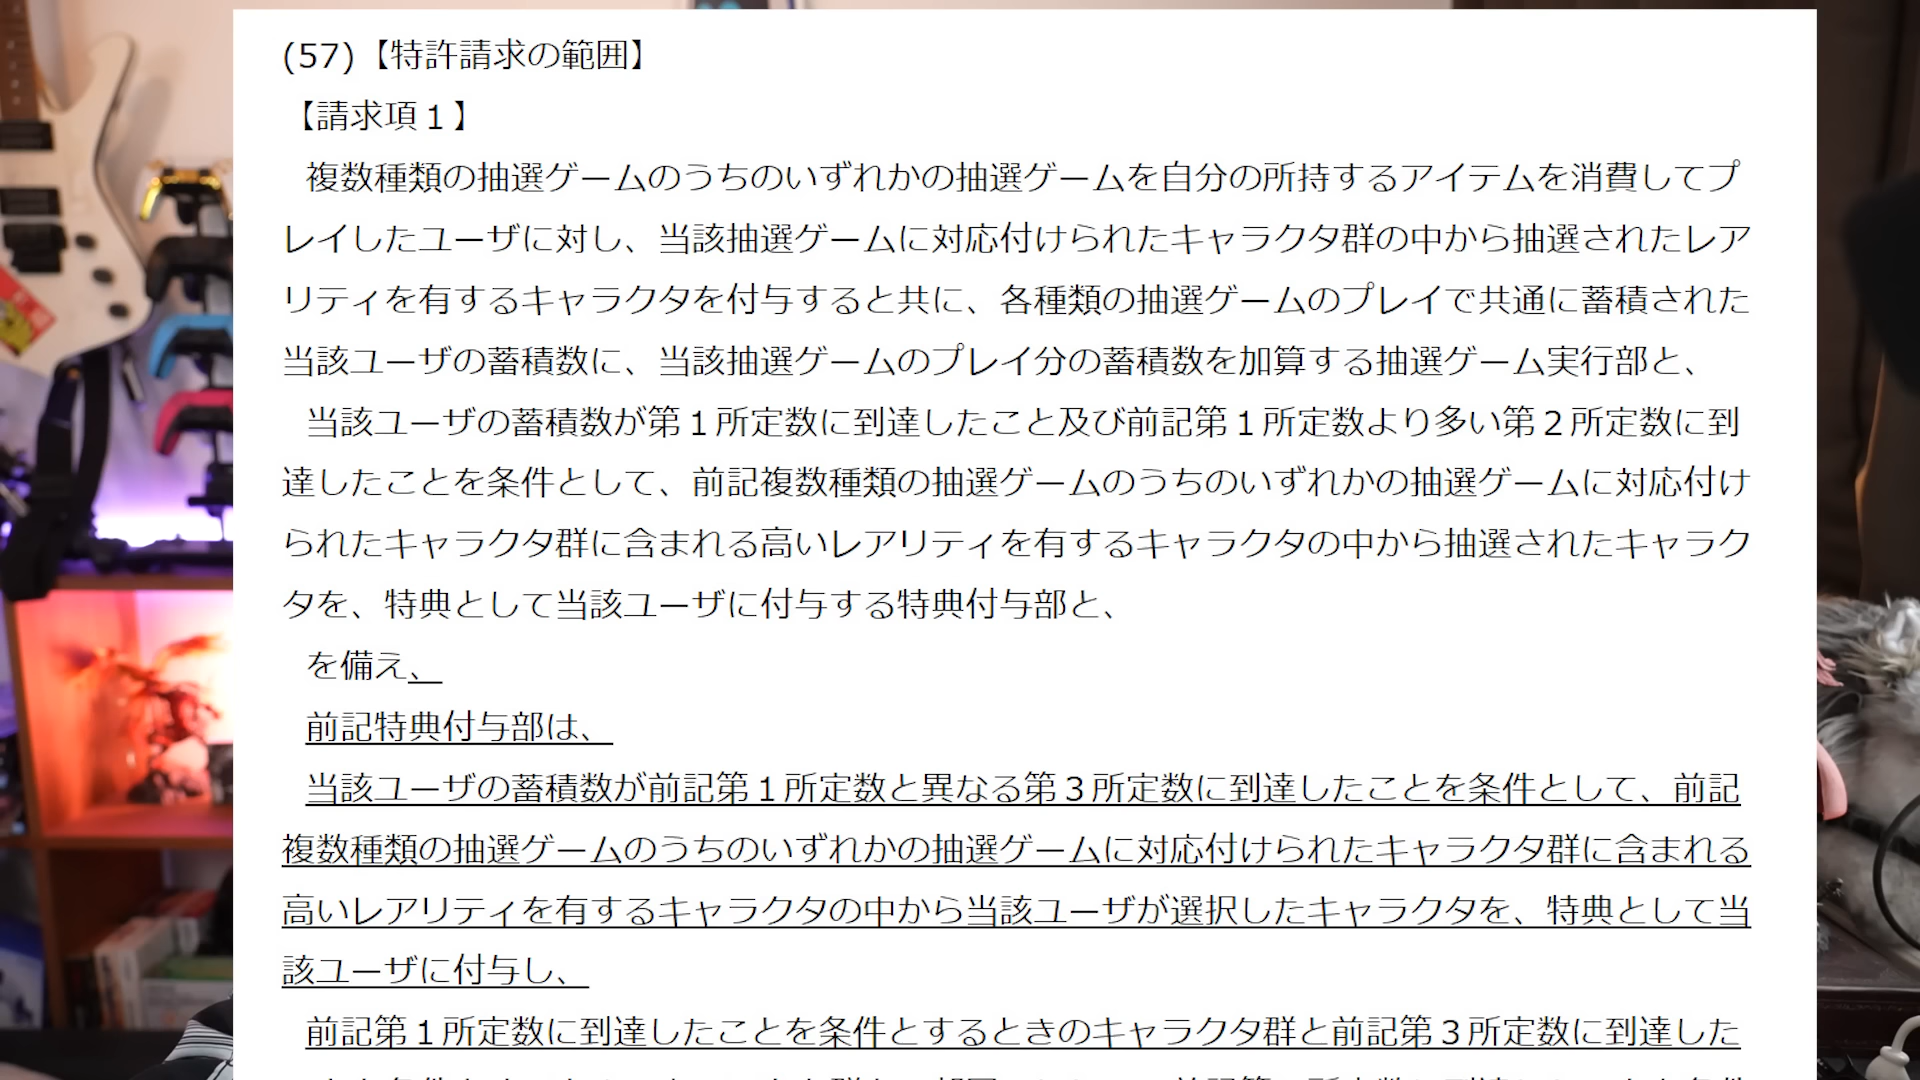 (57)【特許請求の範囲】
【請求項１】
複数種類の抽選ゲームのうちのいずれかの抽選ゲームを自分の所持するアイテムを消費してプ
レイしたユーザに対し、当該抽選ゲームに対応付けられたキャラクタ群の中から抽選されたレア
リティを有するキャラクタを付与すると共に、各種類の抽選ゲームのプレイで共通に蓄積された
当該ユーザの蓄積数に、当該抽選ゲームのプレイ分の蓄積数を加算する抽選ゲーム実行部と、
当該ユーザの蓄積数が第１所定数に到達したこと及び前記第１所定数より多い第２所定数に到
達したことを条件として、前記複数種類の抽選ゲームのうちのいずれかの抽選ゲームに対応付け
られたキャラクタ群に含まれる高いレアリティを有するキャラクタの中から抽選されたキャラク
タを、特典として当該ユーザに付与する特典付与部と、
を備え、
前記特典付与部は、
当該ユーザの蓄積数が前記第１所定数と異なる第３所定数に到達したことを条件として、前記
複数種類の抽選ゲームのうちのいずれかの抽選ゲームに対応付けられたキャラクタ群に含まれる
高いレアリティを有するキャラクタの中から当該ユーザが選択したキャラクタを、特典として当
該ユーザに付与し、
前記第１所定数に到達したことを条件とするときのキャラクタ群と前記第３所定数に到達した